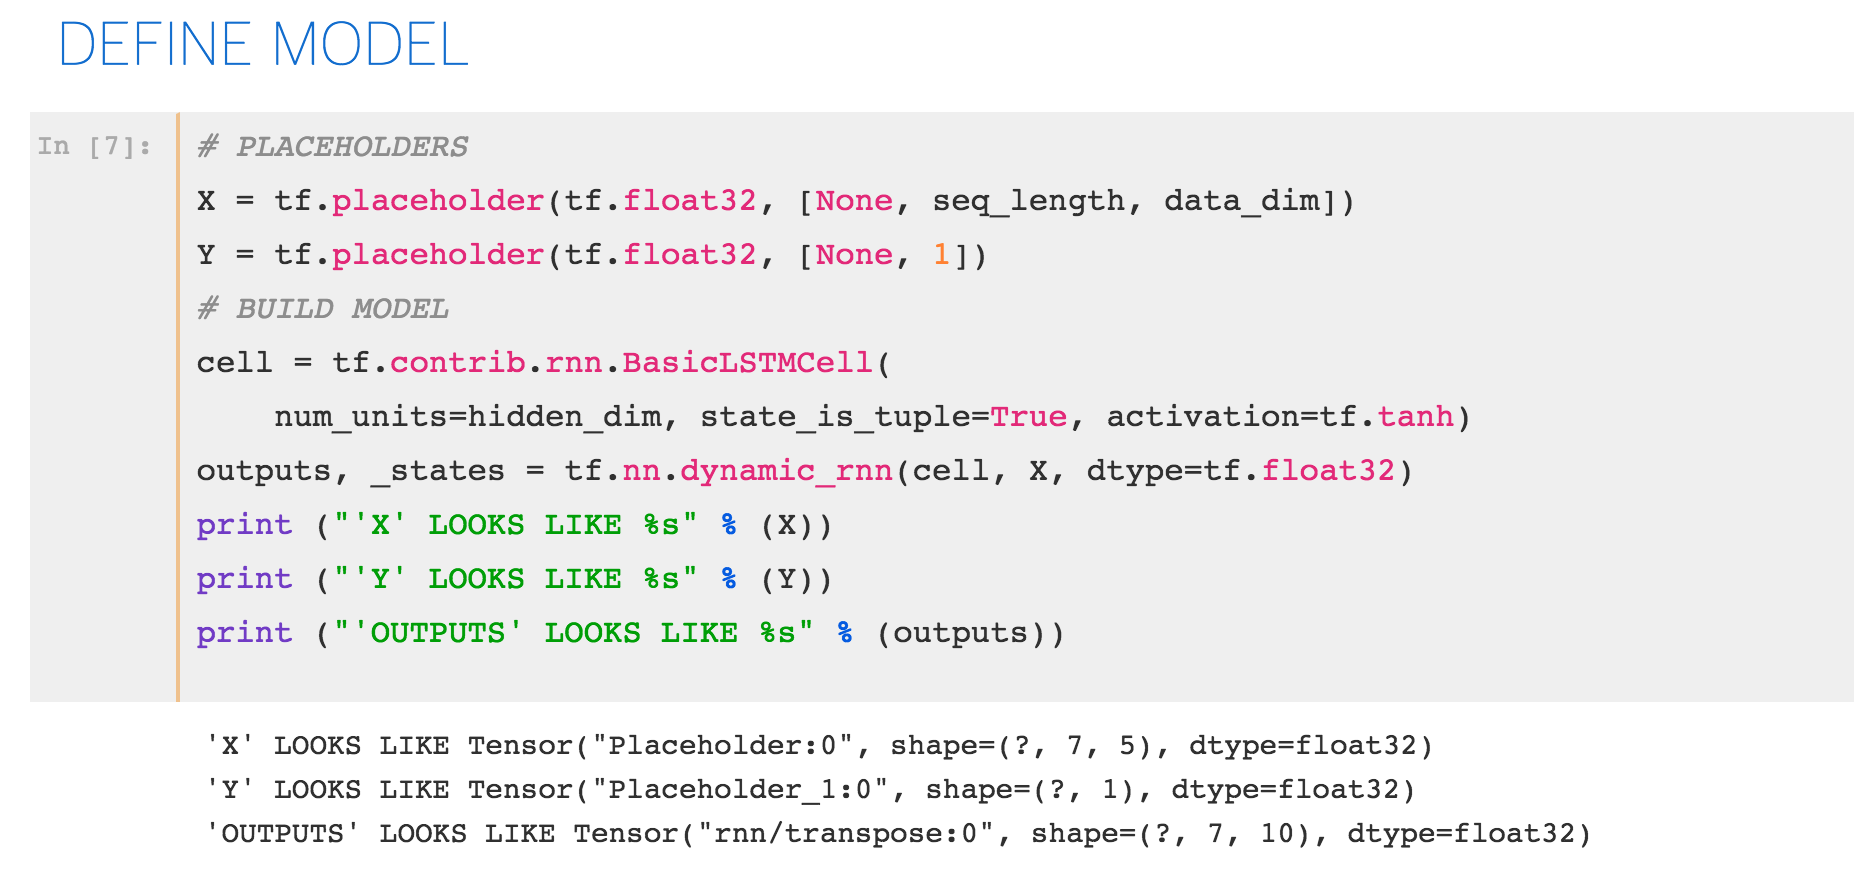 DEFINE MODEL
In [7]:
# PLACEHOLDERS
X = tf.placeholder(tf.float32, [None, seq_length, data_dim])
Y = tf.placeholder(tf.float32, [None, 1])
# BUILD MODEL
cell = tf.contrib.rnn.BasicLSTMCell(
    num_units=hidden_dim, state_is_tuple=True, activation=tf.tanh)
outputs, _states = tf.nn.dynamic_rnn(cell, X, dtype=tf.float32)
print ("'X' LOOKS LIKE %s" % (X))
print ("'Y' LOOKS LIKE %s" % (Y))
print ("'OUTPUTS' LOOKS LIKE %s" % (outputs))
'X' LOOKS LIKE Tensor("Placeholder:0", shape=(?, 7, 5), dtype=float32)
'Y' LOOKS LIKE Tensor("Placeholder_1:0", shape=(?, 1), dtype=float32)
'OUTPUTS' LOOKS LIKE Tensor("rnn/transpose:0", shape=(?, 7, 10), dtype=float32)